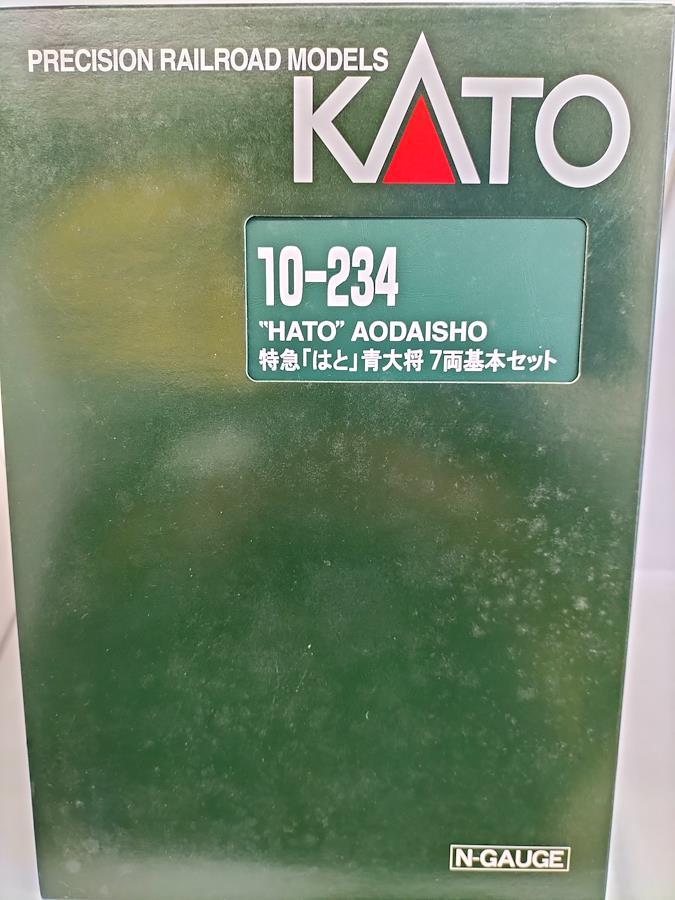 PRECISION RAILROAD MODELS
KATO
10-234
"HATO" AODAISHO
特急「はと」青大将 7両基本セット
N-GAUGE